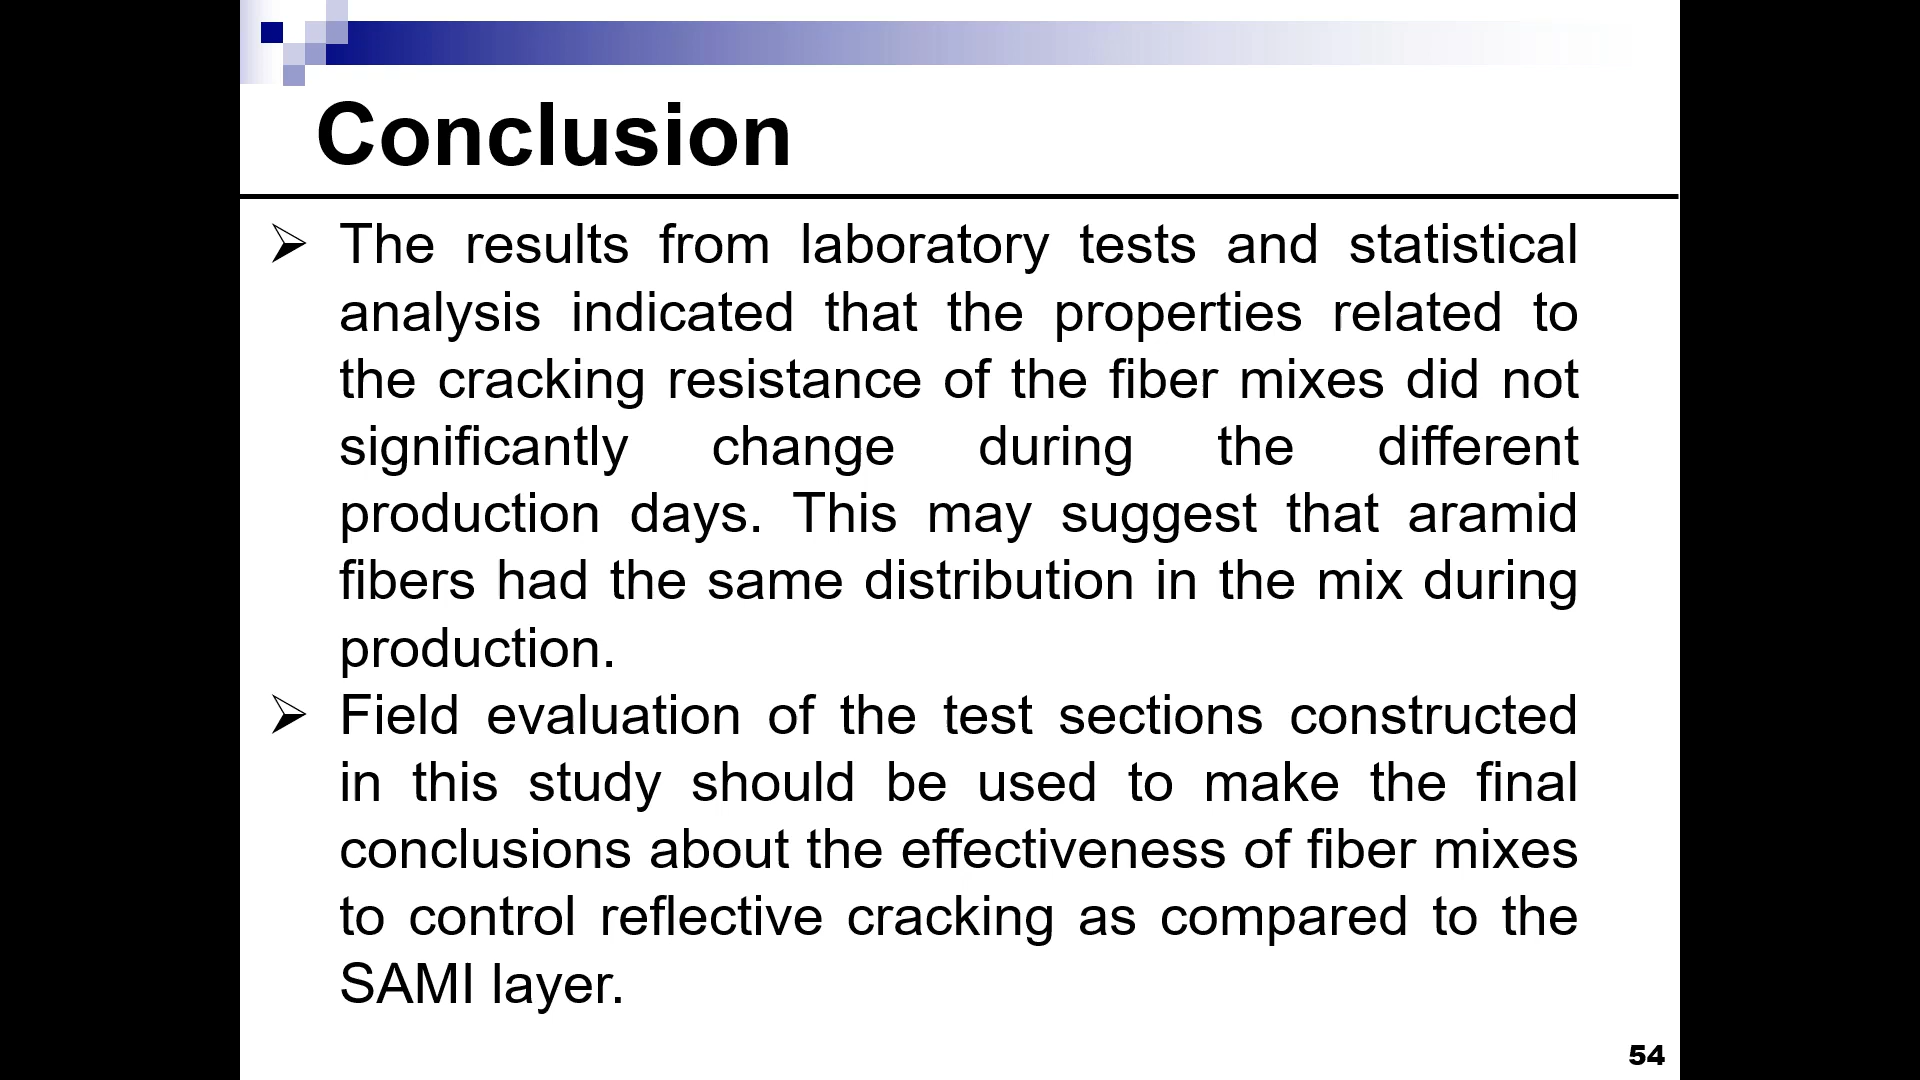 Conclusion
➢ The results from laboratory tests and statistical
analysis indicated that the properties related to
the cracking resistance of the fiber mixes did not
significantly change during the different
production days. This may suggest that aramid
fibers had the same distribution in the mix during
production.
➢ Field evaluation of the test sections constructed
in this study should be used to make the final
conclusions about the effectiveness of fiber mixes
to control reflective cracking as compared to the
SAMI layer.
54